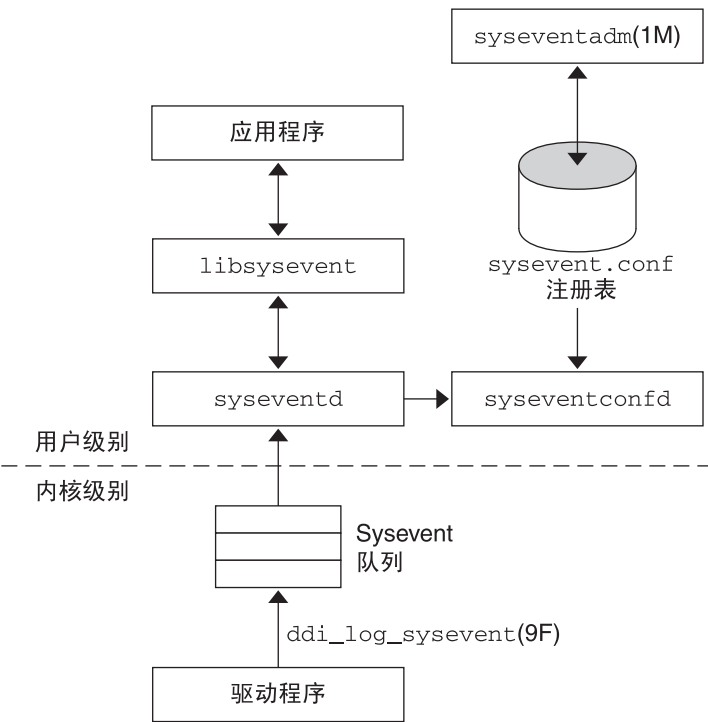 syseventadm(1M)
应用程序
libsysevent
sysevent.conf
注册表
syseventd
syseventconfd
用户级别
内核级别
Sysevent
队列
ddi_log_sysevent(9F)
驱动程序